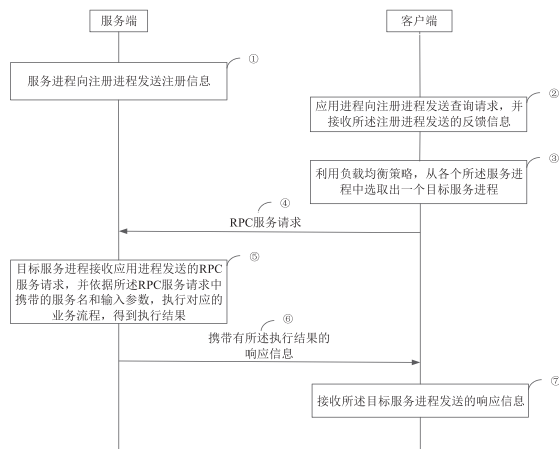 服务端
客户端
①
服务进程向注册进程发送注册信息
②
应用进程向注册进程发送查询请求，并
接收所述注册进程发送的反馈信息
③
利用负载均衡策略，从各个所述服务进
程中选取出一个目标服务进程
④
RPC服务请求
⑤
目标服务进程接收应用进程发送的RPC
服务请求，并依据所述RPC服务请求中
携带的服务名和输入参数，执行对应的
业务流程，得到执行结果
⑥
携带有所述执行结果的
响应信息
⑦
接收所述目标服务进程发送的响应信息